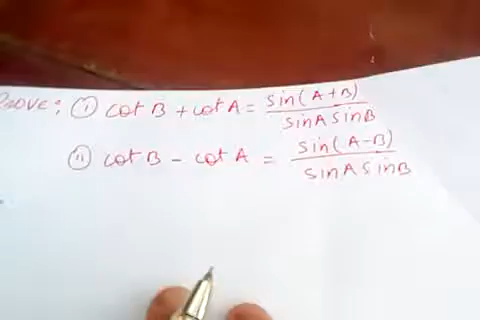 PROVE: (i) cot B + cot A = sin(A+B) / sinA sinB
(ii) cot B - cot A = sin(A-B) / sinA sinB